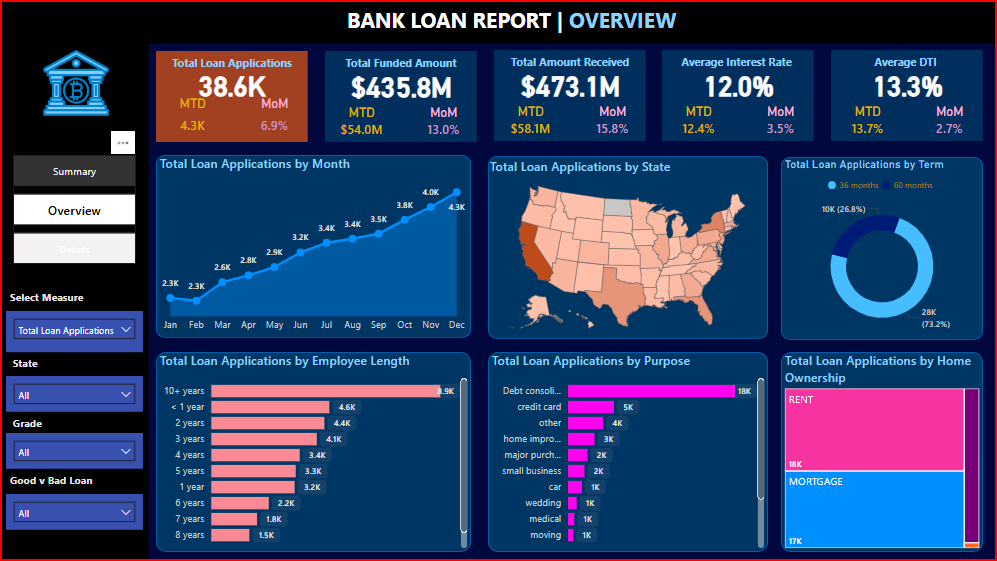 BANK LOAN REPORT | OVERVIEW
Total Loan Applications
38.6K
MTD
MoM
4.3K
6.9%
Total Funded Amount
$435.8M
MTD
MoM
$54.0M
13.0%
Total Amount Received
$473.1M
MTD
MoM
$58.1M
15.8%
Average Interest Rate
12.0%
MTD
MoM
12.4%
3.5%
Average DTI
13.3%
MTD
MoM
13.7%
2.7%
Summary
Overview
Details
Select Measure
Total Loan Applications
State
All
Grade
All
Good v Bad Loan
All
Total Loan Applications by Month
2.3K
2.3K
2.6K
2.8K
2.9K
3.2K
3.4K
3.4K
3.5K
3.8K
4.0K
4.3K
Jan
Feb
Mar
Apr
May
Jun
Jul
Aug
Sep
Oct
Nov
Dec
Total Loan Applications by State
Total Loan Applications by Term
36 months
60 months
10K (26.8%)
28K
(73.2%)
Total Loan Applications by Employee Length
10+ years
8.9K
< 1 year
4.6K
2 years
4.4K
3 years
4.1K
4 years
3.4K
5 years
3.3K
1 year
3.2K
6 years
2.2K
7 years
1.8K
8 years
1.5K
Total Loan Applications by Purpose
Debt consoli...
18K
credit card
5K
other
4K
home impro...
3K
major purch...
2K
small business
2K
car
1K
wedding
1K
medical
1K
moving
1K
Total Loan Applications by Home
Ownership
RENT
18K
MORTGAGE
17K